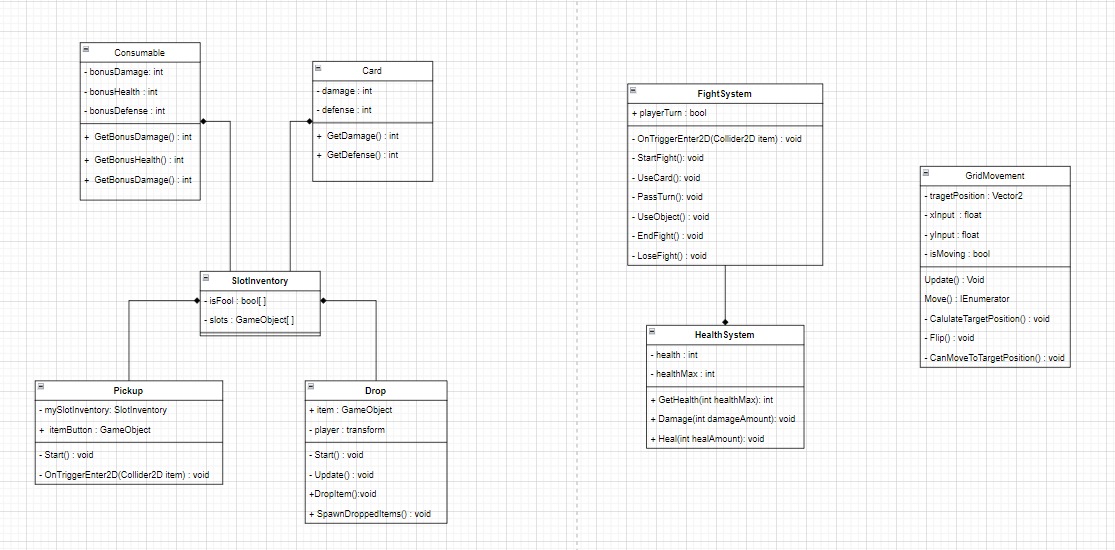 Consumable
- bonusDamage: int
- bonusHealth : int
- bonusDefense : int
+ GetBonusDamage() : int
+ GetBonusHealth() : int
+ GetBonusDamage() : int
Card
- damage : int
- defense : int
+ GetDamage() : int
+ GetDefense() : int
SlotInventory
- isFool : bool[ ]
- slots : GameObject[ ]
Pickup
- mySlotInventory: SlotInventory
+ itemButton : GameObject
- Start() : void
- OnTriggerEnter2D(Collider2D item) : void
Drop
+ item : GameObject
- player : transform
- Start() : void
- Update() : void
+DropItem():void
+ SpawnDroppedItems() : void
FightSystem
+ playerTurn : bool
- OnTriggerEnter2D(Collider2D item) : void
- StartFight(): void
- UseCard(): void
- PassTurn(): void
- UseObject() : void
- EndFight() : void
- LoseFight() : void
HealthSystem
- health : int
- healthMax : int
+ GetHealth(int healthMax): int
+ Damage(int damageAmount): void
+ Heal(int healAmount): void
GridMovement
- tragetPosition : Vector2
- xInput : float
- yInput : float
- isMoving : bool
Update() : Void
Move() : IEnumerator
- CalulateTargetPosition() : void
- Flip() : void
- CanMoveToTargetPosition() : void